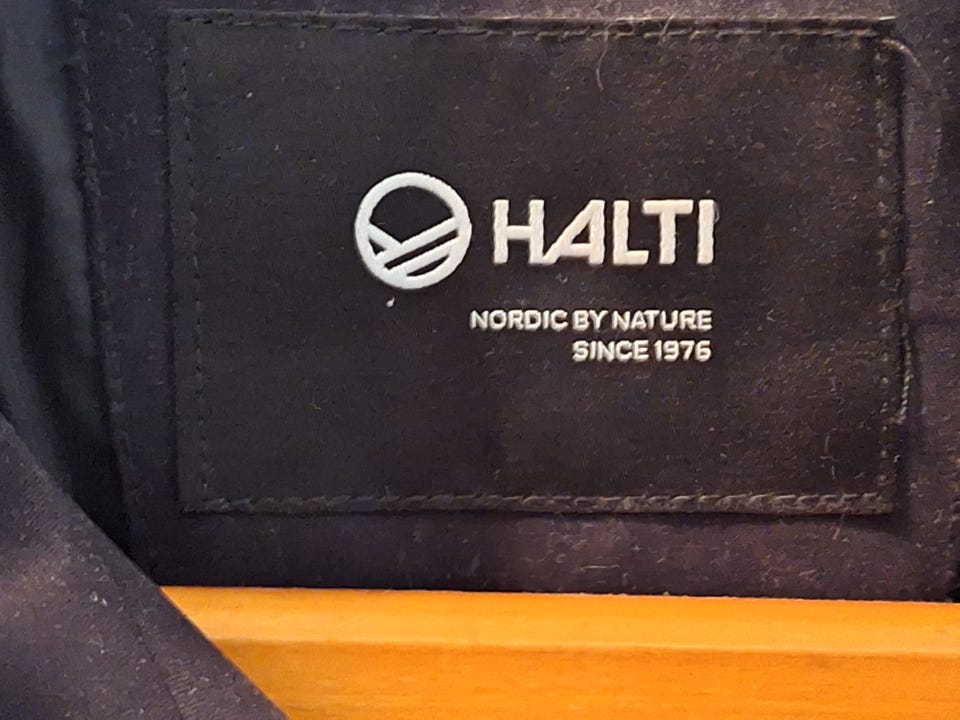 HALTI
NORDIC BY NATURE
SINCE 1976